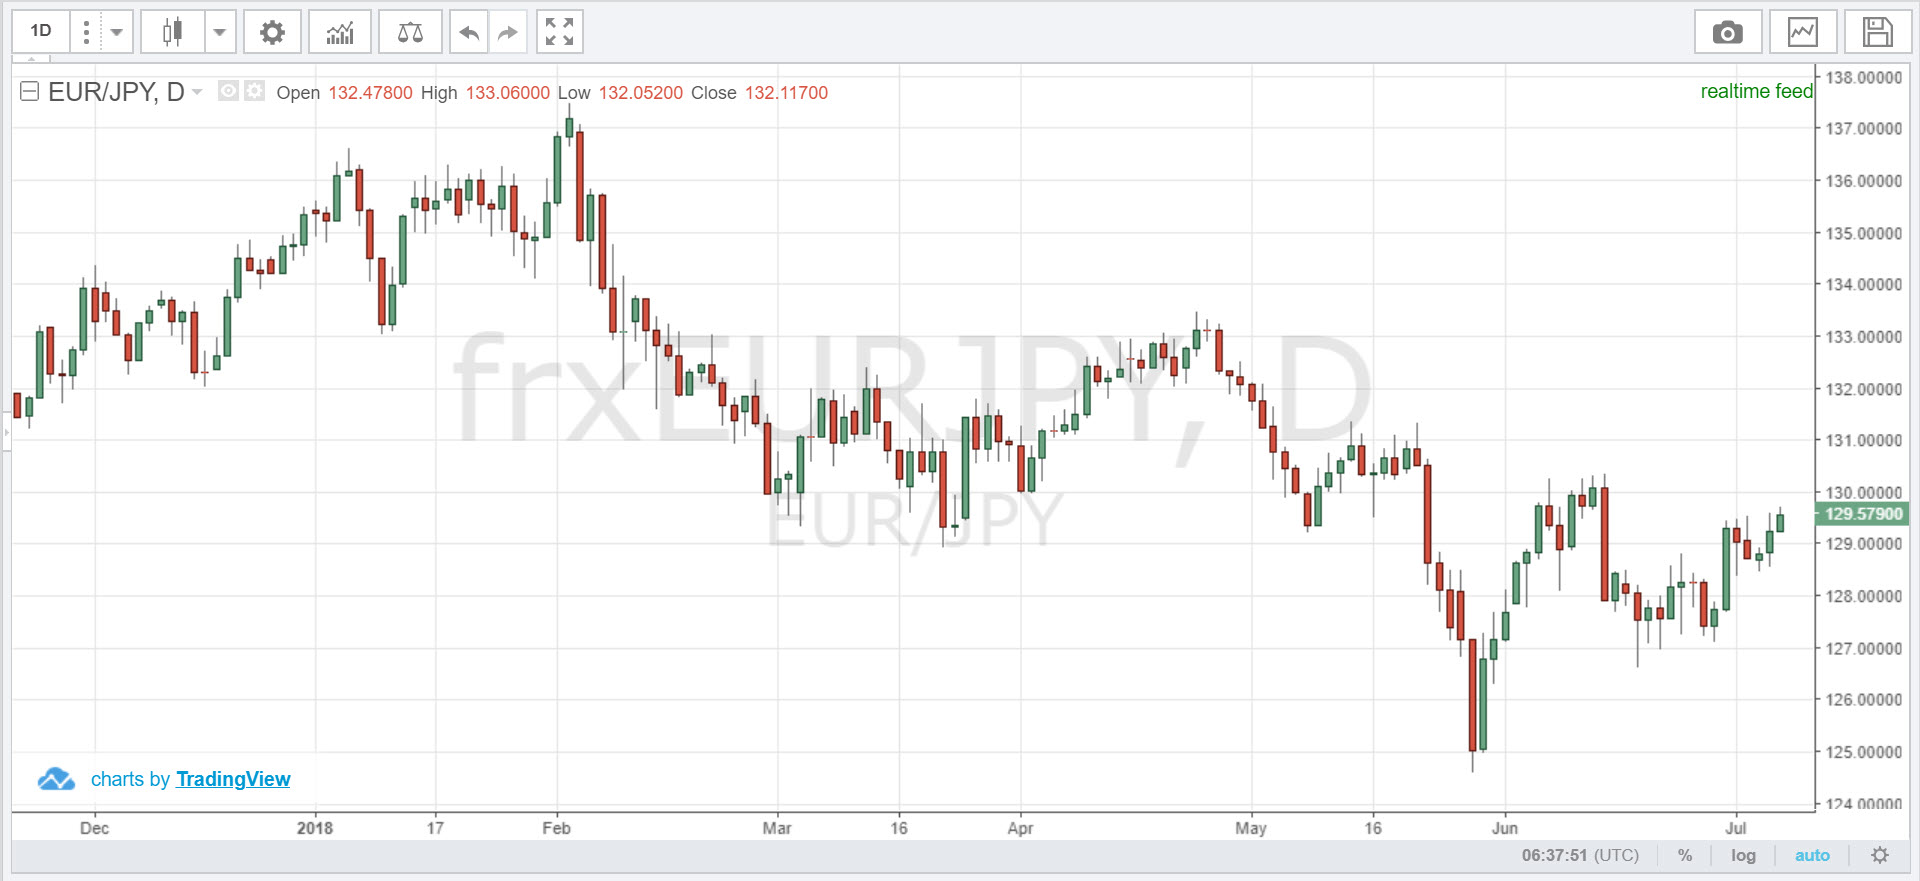 1D
EUR/JPY, D Open 132.47800 High 133.06000 Low 132.05200 Close 132.11700
realtime feed
138.00000
137.00000
136.00000
135.00000
134.00000
133.00000
132.00000
131.00000
130.00000
129.57900
129.00000
128.00000
127.00000
126.00000
125.00000
124.00000
frxEURJPY, D
EUR/JPY
charts by TradingView
Dec 2018 17 Feb Mar 16 Apr May 16 Jun Jul
06:37:51 (UTC) % log auto